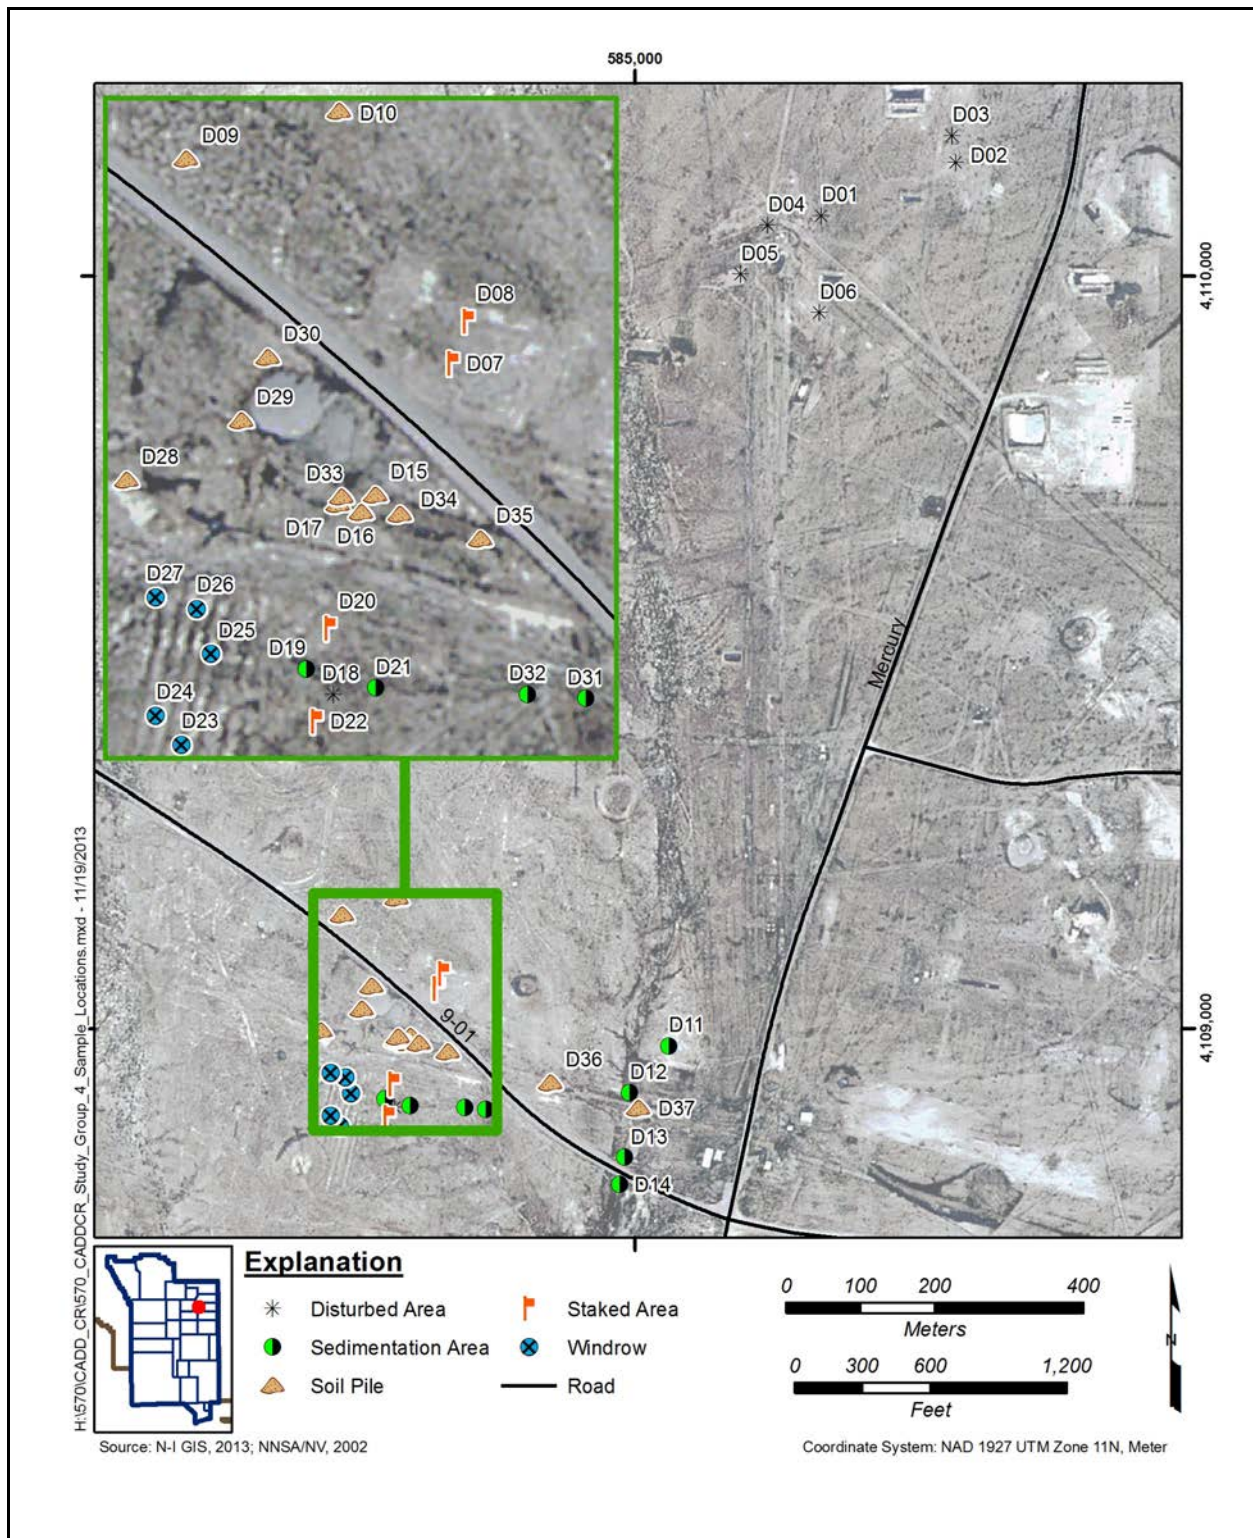 585,000
D10
D03
D09
D02
D01
D04
D05
4,110,000
D08
D06
D30
D07
D29
D28
D15
D33
D34
D35
D17
D16
D27
D26
D20
D25
D19
D18
D21
D32
D31
D24
D22
D23
Mercury
9-01
4,109,000
D11
D36
D12
D37
D13
D14
H:\570\CADD_CR\570_CADDCR_Study_Group_4_Sample_Locations.mxd - 11/19/2013
Explanation
Disturbed Area
Sedimentation Area
Soil Pile
Staked Area
Windrow
Road
0 100 200 400
Meters
0 300 600 1,200
Feet
N
Source: N-I GIS, 2013; NNSA/NV, 2002
Coordinate System: NAD 1927 UTM Zone 11N, Meter